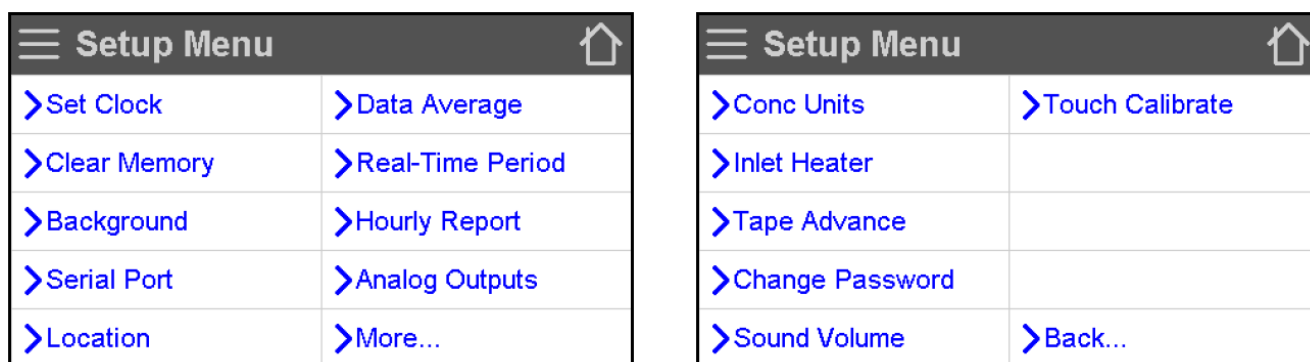 Setup Menu
Set Clock
Data Average
Clear Memory
Real-Time Period
Background
Hourly Report
Serial Port
Analog Outputs
Location
More...
Setup Menu
Conc Units
Touch Calibrate
Inlet Heater
Tape Advance
Change Password
Sound Volume
Back...